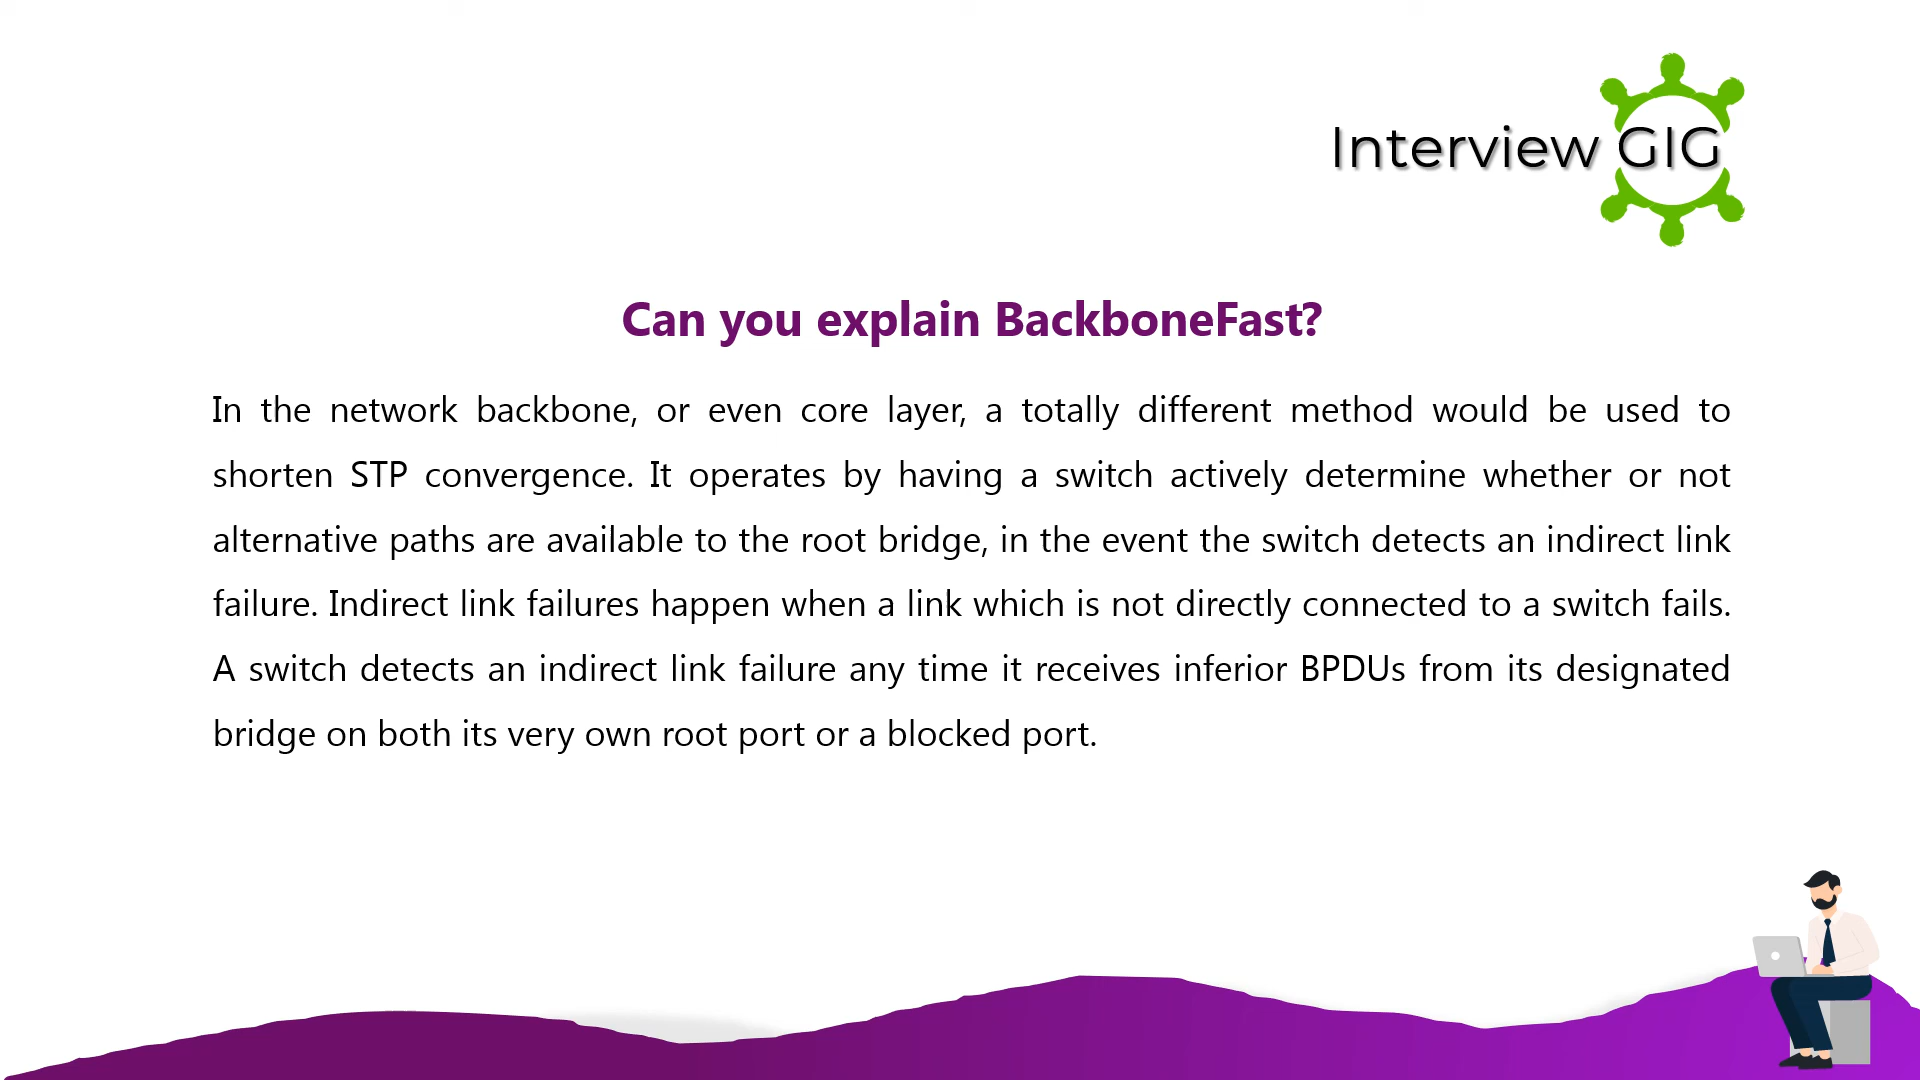 Interview GIG
Can you explain BackboneFast?
In the network backbone, or even core layer, a totally different method would be used to
shorten STP convergence. It operates by having a switch actively determine whether or not
alternative paths are available to the root bridge, in the event the switch detects an indirect link
failure. Indirect link failures happen when a link which is not directly connected to a switch fails.
A switch detects an indirect link failure any time it receives inferior BPDUs from its designated
bridge on both its very own root port or a blocked port.